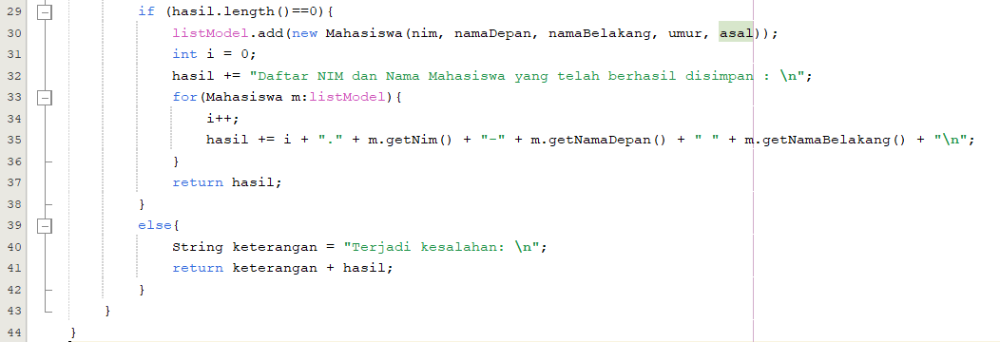 29 if (hasil.length()==0){
30 listModel.add(new Mahasiswa(nim, namaDepan, namaBelakang, umur, asal));
31 int i = 0;
32 hasil += "Daftar NIM dan Nama Mahasiswa yang telah berhasil disimpan : \n";
33 for(Mahasiswa m:listModel){
34 i++;
35 hasil += i + "." + m.getNim() + "-" + m.getNamaDepan() + " " + m.getNamaBelakang() + "\n";
36 }
37 return hasil;
38 }
39 else{
40 String keterangan = "Terjadi kesalahan: \n";
41 return keterangan + hasil;
42 }
43 }
44 }